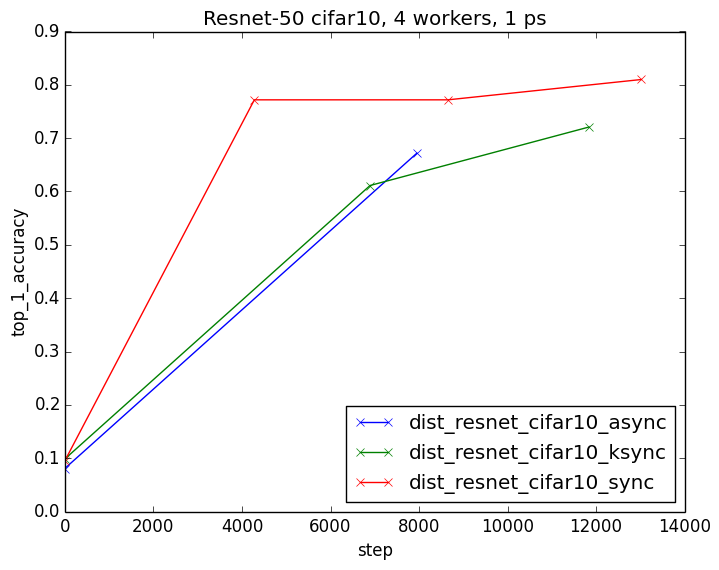 Resnet-50 cifar10, 4 workers, 1 ps
0.9
0.8
0.7
0.6
0.5
0.4
0.3
0.2
0.1
0.0
top_1_accuracy
dist_resnet_cifar10_async
dist_resnet_cifar10_ksync
dist_resnet_cifar10_sync
0 2000 4000 6000 8000 10000 12000 14000
step